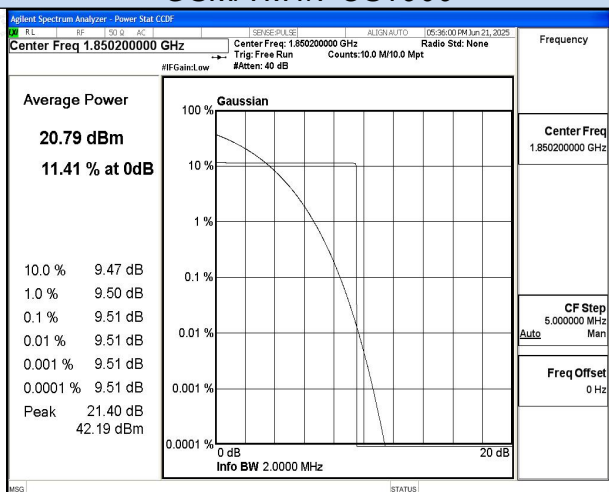 Agilent Spectrum Analyzer - Power Stat CCDF
RL RF 50 Ω AC SENSE:PULSE ALIGN AUTO 05:36:00 PM Jun 21, 2025
Center Freq 1.850200000 GHz
Center Freq: 1.850200000 GHz Radio Std: None
Trig: Free Run Counts:10.0 M/10.0 Mpt
#IFGain:Low #Atten: 40 dB
Frequency
Average Power
20.79 dBm
11.41 % at 0dB
10.0 % 9.47 dB
1.0 % 9.50 dB
0.1 % 9.51 dB
0.01 % 9.51 dB
0.001 % 9.51 dB
0.0001 % 9.51 dB
Peak 21.40 dB
42.19 dBm
Gaussian
100 %
10 %
1 %
0.1 %
0.01 %
0.001 %
0.0001 %
0 dB 20 dB
Info BW 2.0000 MHz
Center Freq
1.850200000 GHz
CF Step
5.000000 MHz
Auto Man
Freq Offset
0 Hz
MSG STATUS